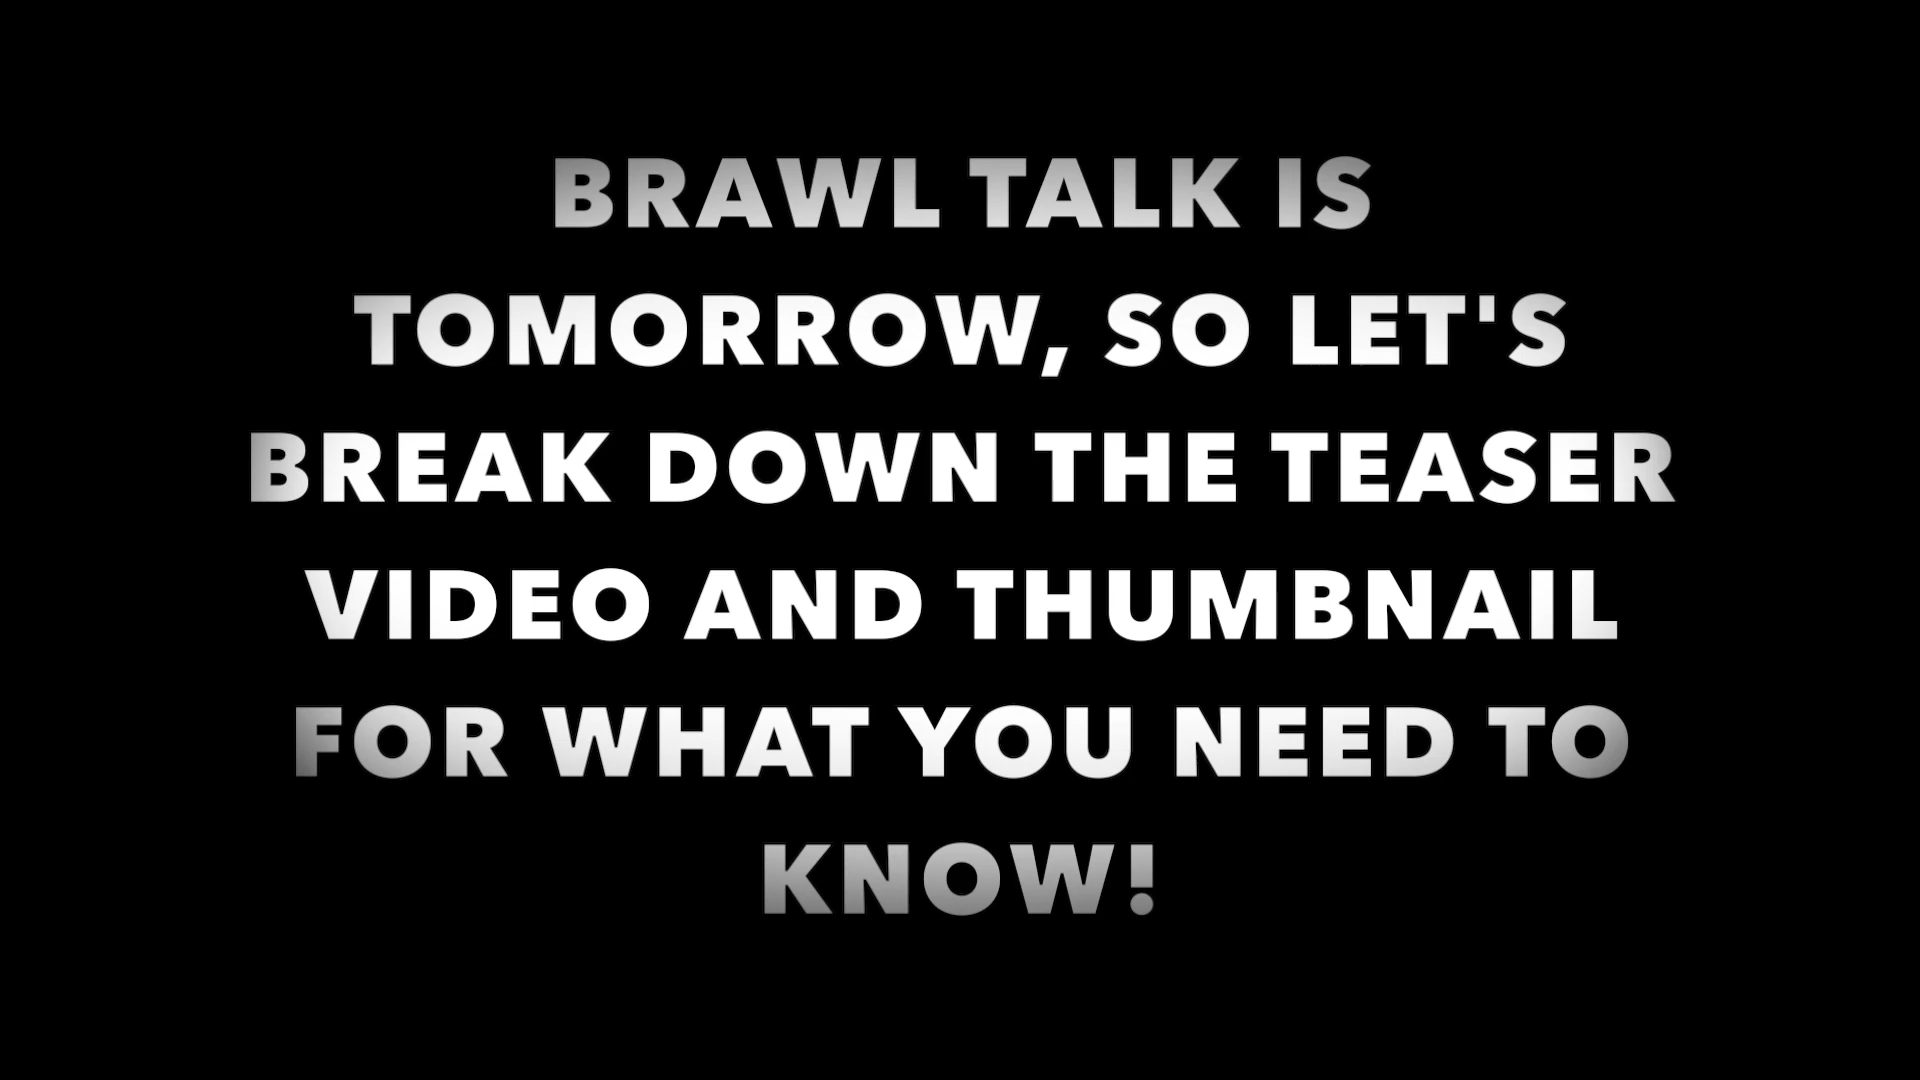 BRAWL TALK IS
TOMORROW, SO LET'S
BREAK DOWN THE TEASER
VIDEO AND THUMBNAIL
FOR WHAT YOU NEED TO
KNOW!